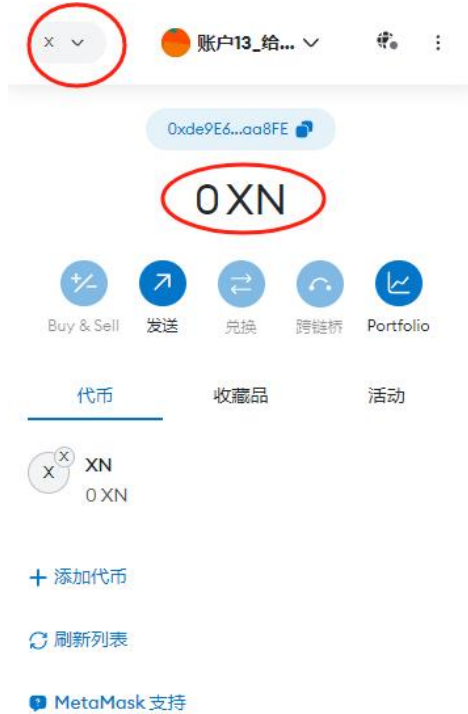 X
账户13_给...
0xde9E6...aa8FE
0 XN
Buy & Sell 发送 兑换 跨链桥 Portfolio
代币 收藏品 活动
X X XN
0 XN
+ 添加代币
刷新列表
MetaMask 支持